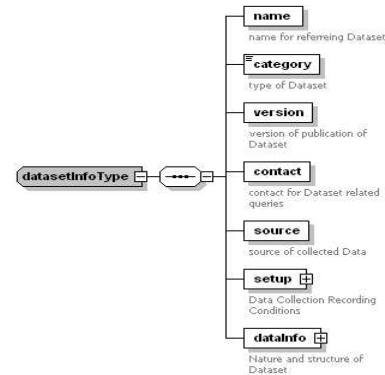 name
name for referreing Dataset
category
type of Dataset
version
version of publication of
Dataset
datasetInfoType
contact
contact for Dataset related
queries
source
source of collected Data
setup
Data Collection Recording
Conditions
dataInfo
Nature and structure of
Dataset